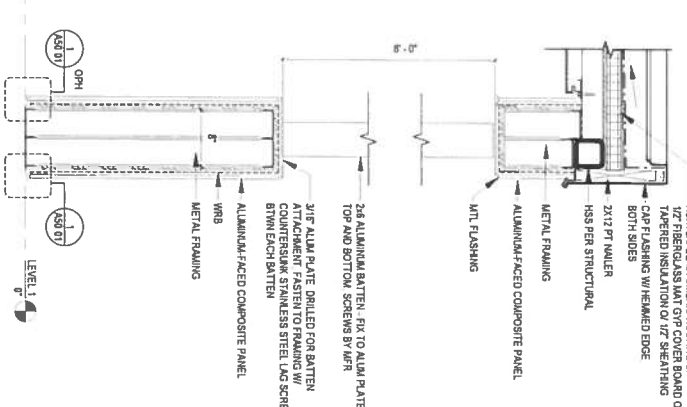 1/2" FIBERGLASS MAT GYP COVER BOARD O
TAPERED INSULATION O/ 1/2" SHEATHING
CAP FLASHING W/ HEMMED EDGE
BOTH SIDES
2X12 PT NAILER
HSS PER STRUCTURAL
METAL FRAMING
ALUMINUM-FACED COMPOSITE PANEL
MTL FLASHING
8' - 0"
2x6 ALUMINUM BATTEN - FIX TO ALUM PLATE
TOP AND BOTTOM. SCREWS BY MFR
3/16" ALUM PLATE DRILLED FOR BATTEN
ATTACHMENT. FASTEN TO FRAMING W/
COUNTERSUNK STAINLESS STEEL LAG SCRE
BTWN EACH BATTEN
ALUMINUM-FACED COMPOSITE PANEL
WRB
8"
METAL FRAMING
1
A50 01
OPH
1
A50 01
LEVEL 1
0"